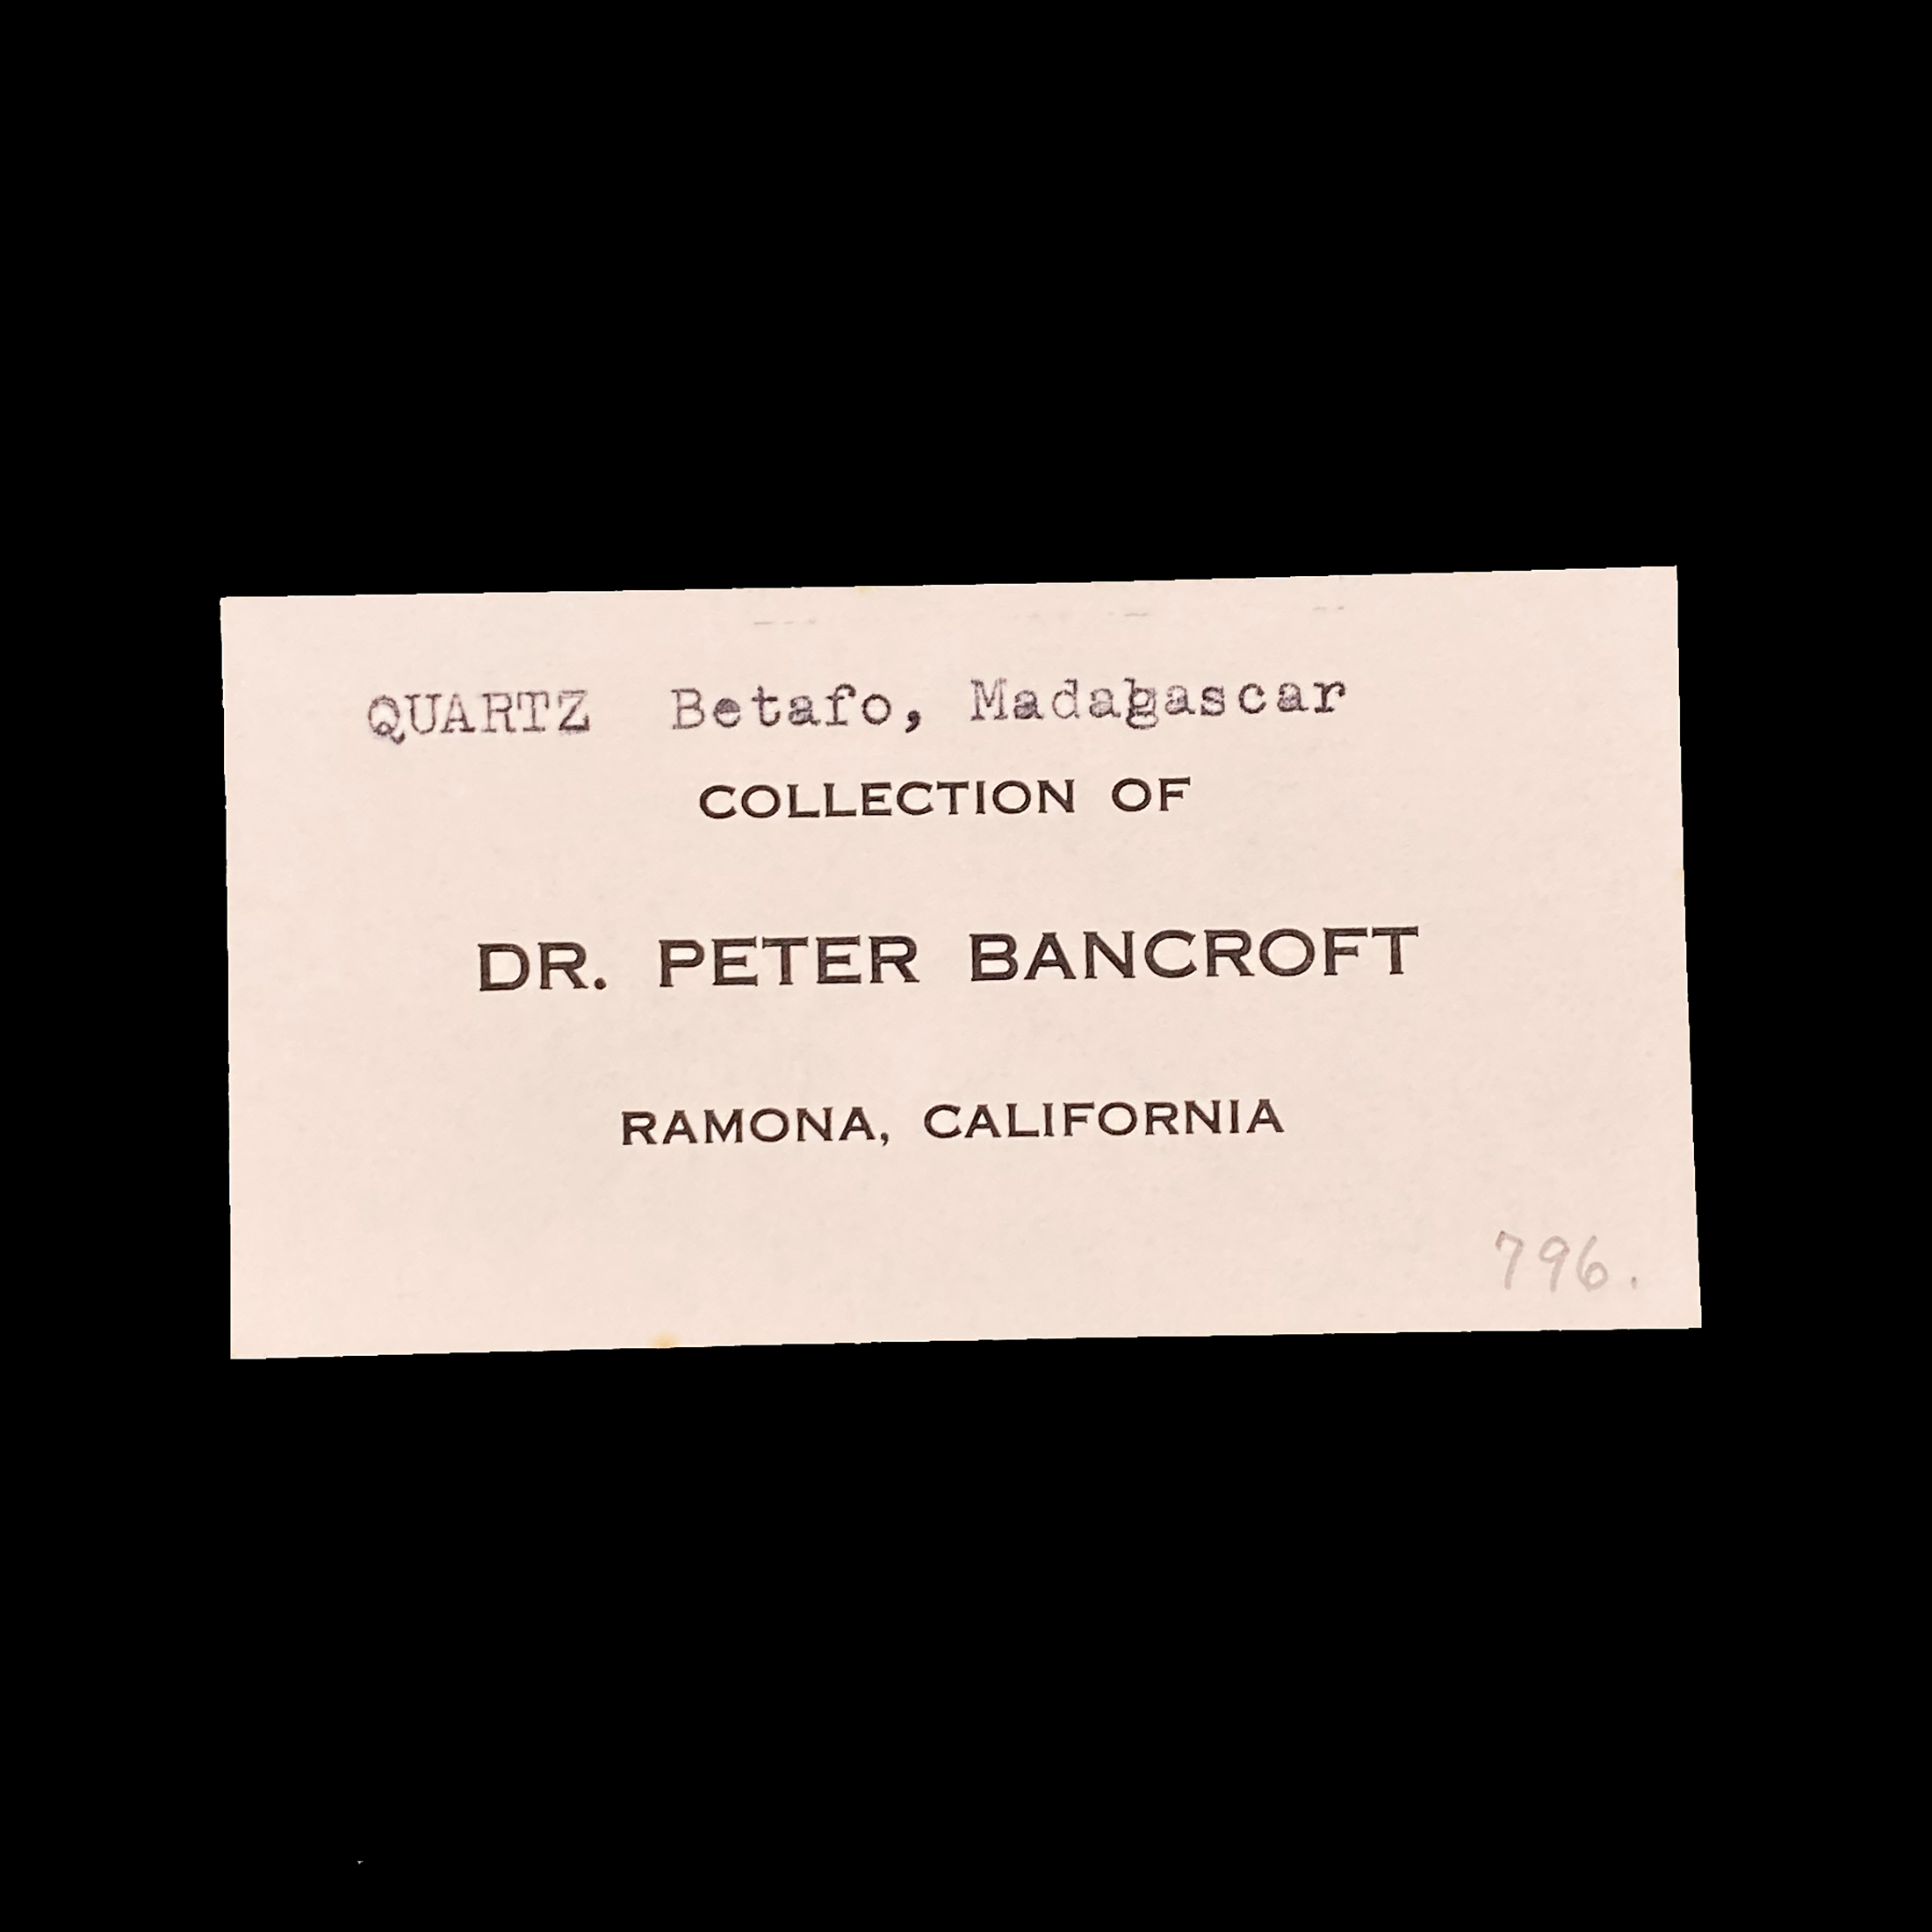 QUARTZ Betafo, Madagascar
COLLECTION OF
DR. PETER BANCROFT
RAMONA, CALIFORNIA
796.